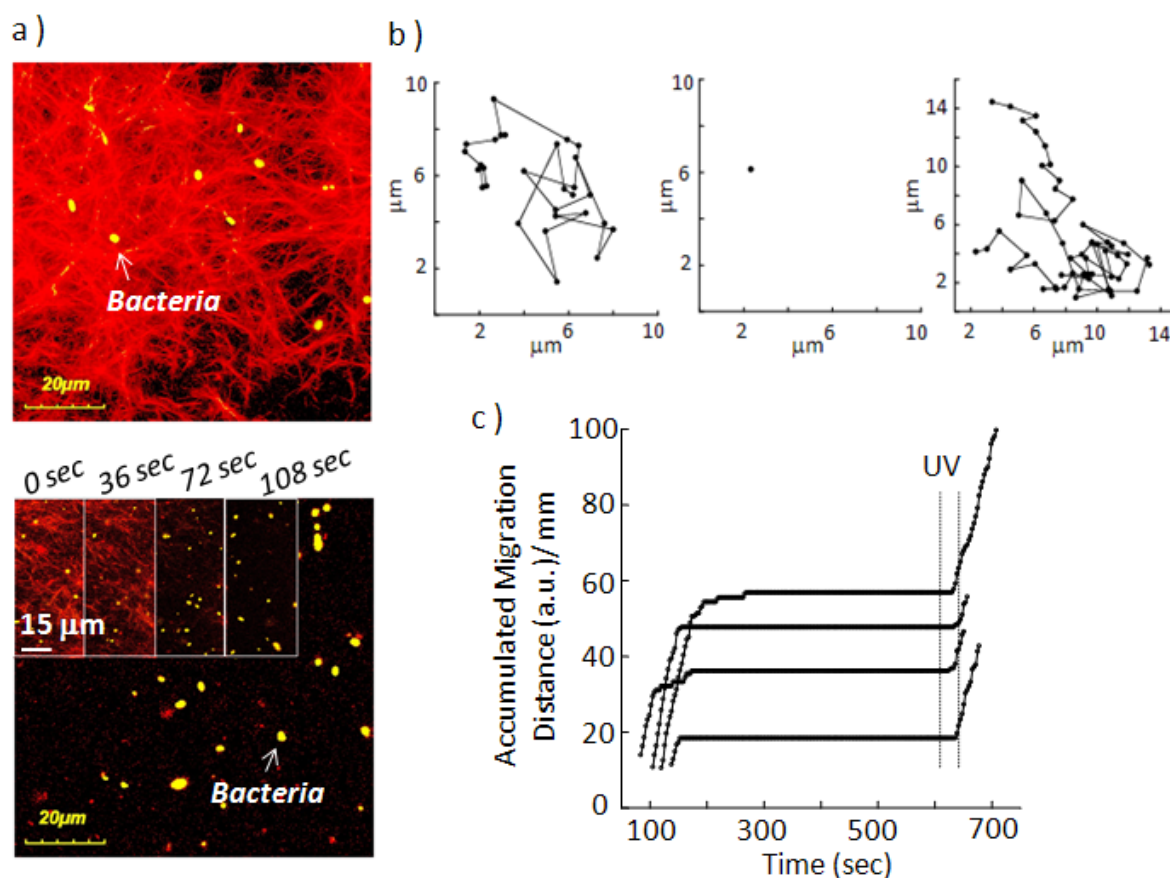 a )
Bacteria
20μm
0 sec 36 sec 72 sec 108 sec
15 μm
Bacteria
20μm
b )
10
6
2
μm
2 6 10
μm
10
6
2
μm
2 6 10
μm
14
10
6
2
μm
2 6 10 14
μm
c )
UV
100
80
60
40
20
0
Accumulated Migration
Distance (a.u.)/ mm
100 300 500 700
Time (sec)